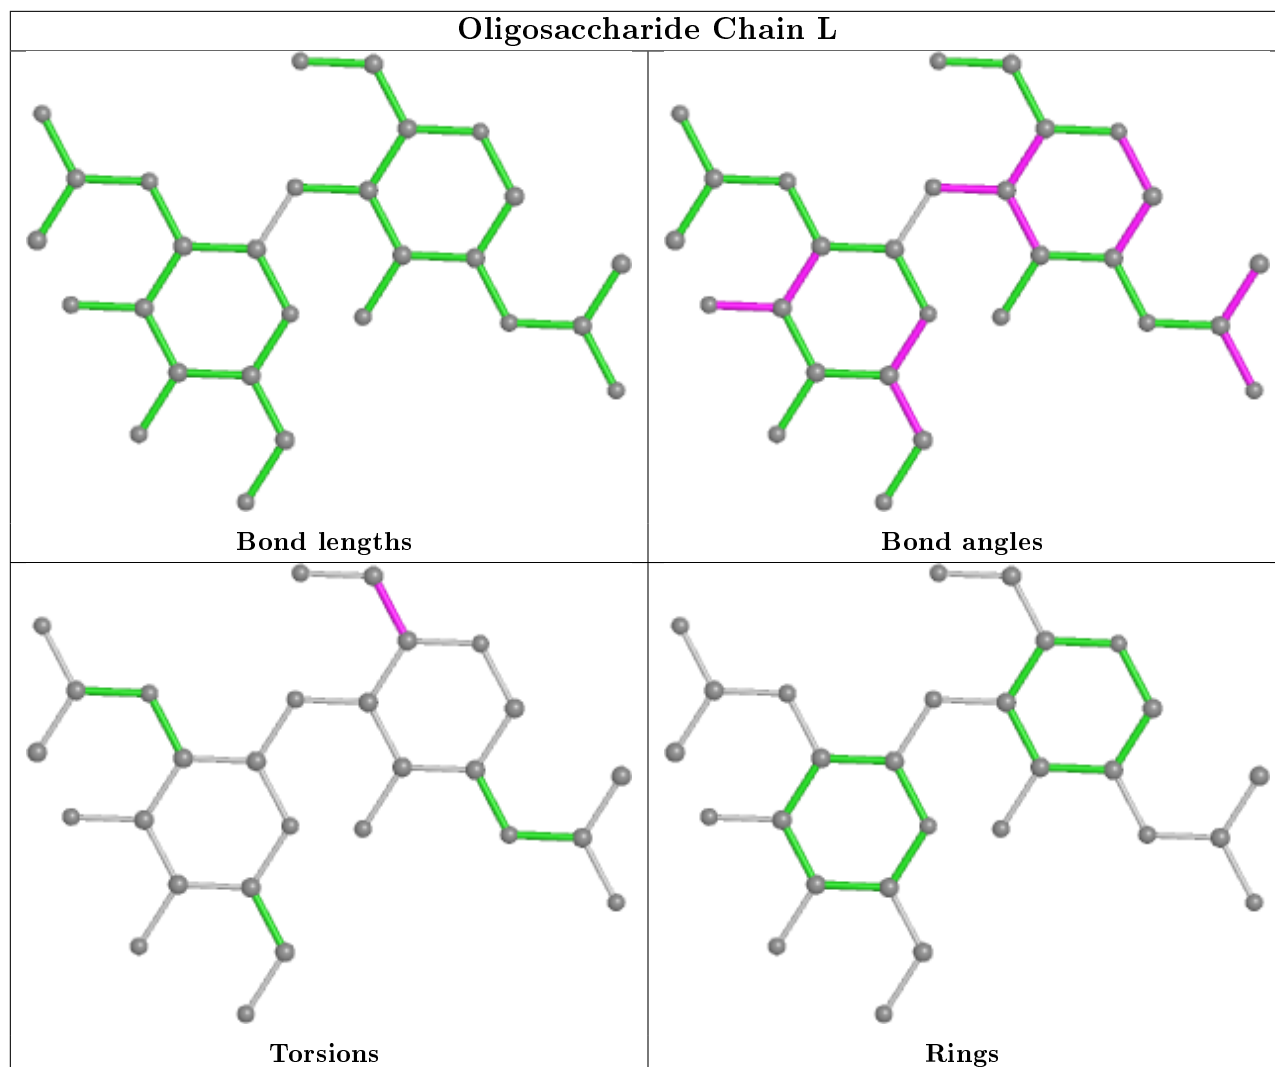 Oligosaccharide Chain L
Bond lengths
Bond angles
Torsions
Rings